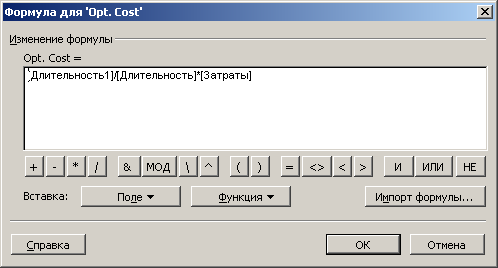 Формула для 'Opt. Cost'
Изменение формулы
Opt. Cost =
[Длительность1]/[Длительность]*[Затраты]
+ - * / & МОД \ ^ ( ) = <> < > И ИЛИ НЕ
Вставка: Поле Функция Импорт формулы...
Справка ОК Отмена